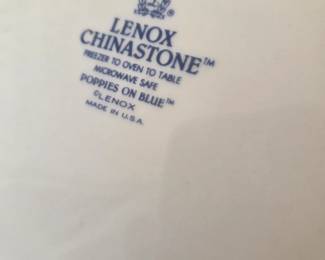 LENOX
CHINASTONE™
FREEZER TO OVEN TO TABLE
MICROWAVE SAFE
POPPIES ON BLUE™
©LENOX
MADE IN U.S.A.